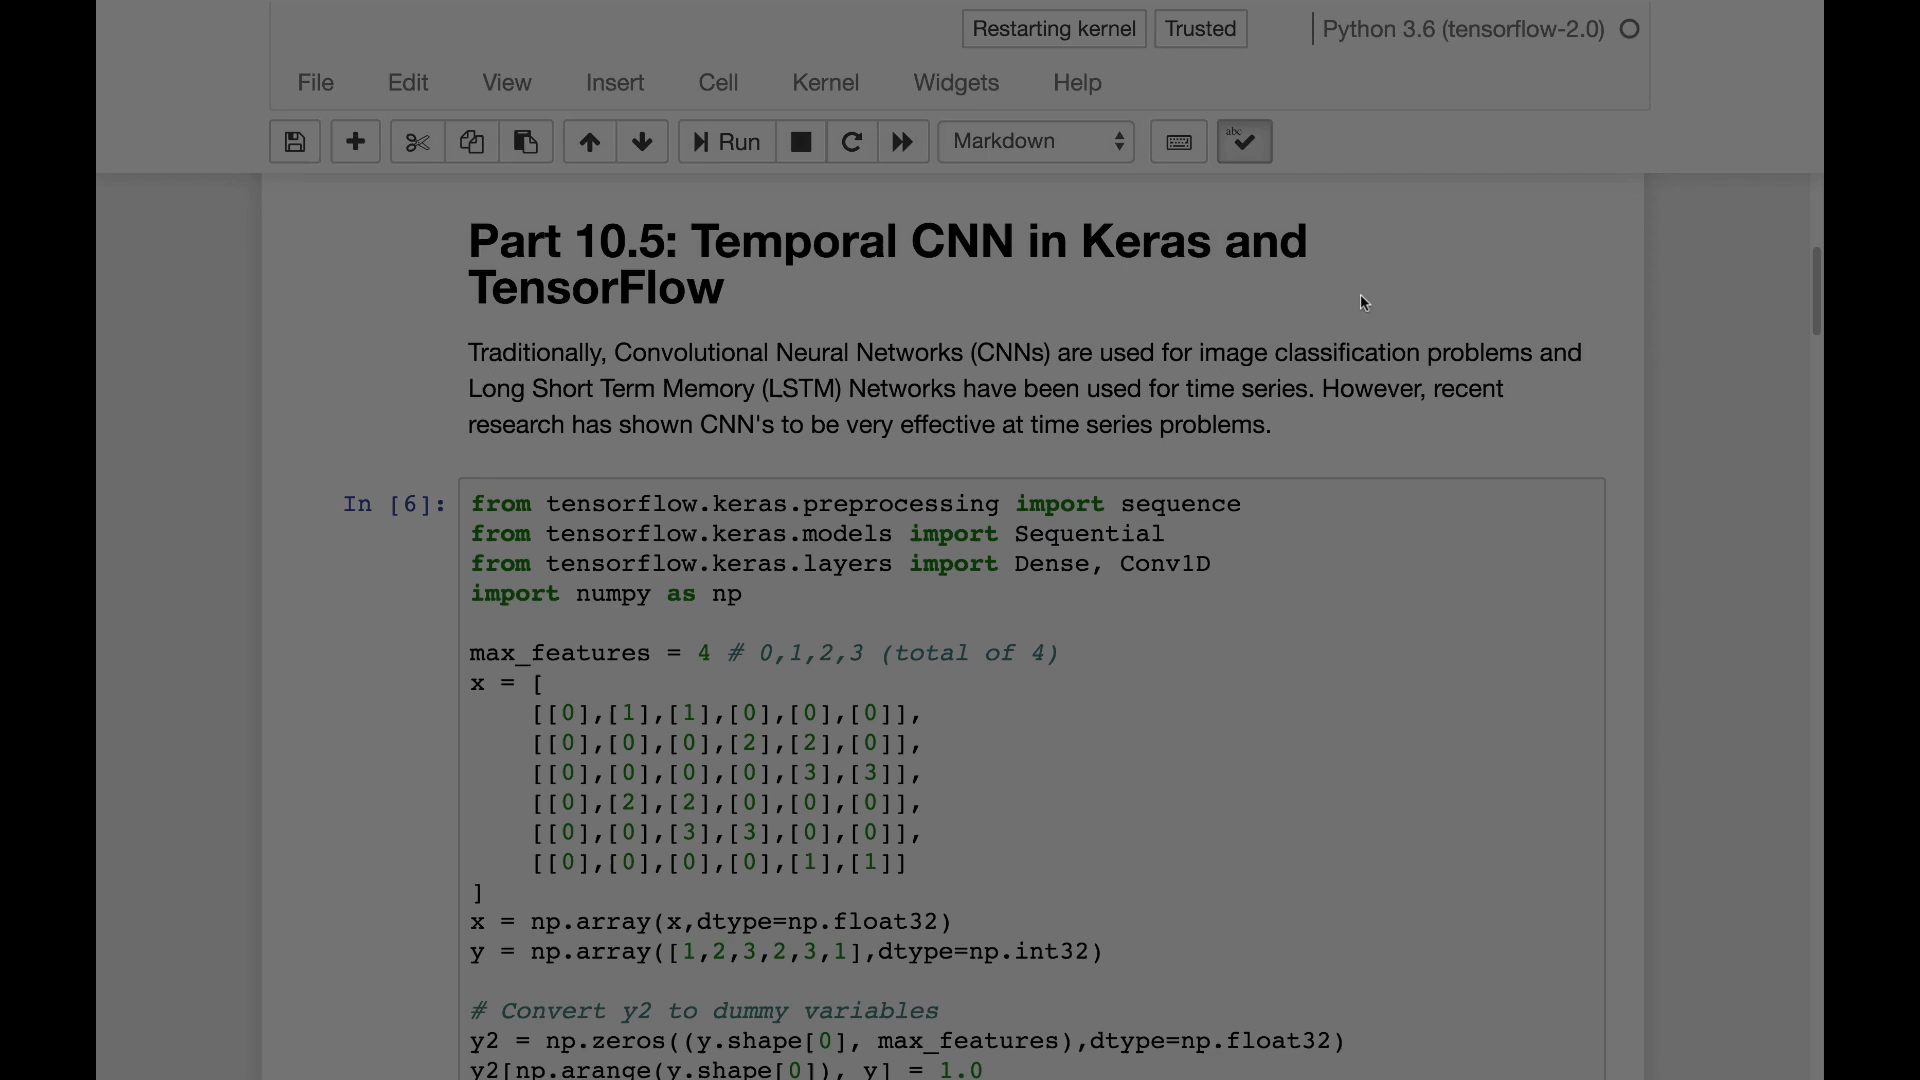 Restarting kernel Trusted Python 3.6 (tensorflow-2.0)
File Edit View Insert Cell Kernel Widgets Help
Run Markdown abc
Part 10.5: Temporal CNN in Keras and
TensorFlow
Traditionally, Convolutional Neural Networks (CNNs) are used for image classification problems and
Long Short Term Memory (LSTM) Networks have been used for time series. However, recent
research has shown CNN's to be very effective at time series problems.
In [6]: from tensorflow.keras.preprocessing import sequence
from tensorflow.keras.models import Sequential
from tensorflow.keras.layers import Dense, Conv1D
import numpy as np
max_features = 4 # 0,1,2,3 (total of 4)
x = [
[[0],[1],[1],[0],[0],[0]],
[[0],[0],[0],[2],[2],[0]],
[[0],[0],[0],[0],[3],[3]],
[[0],[2],[2],[0],[0],[0]],
[[0],[0],[3],[3],[0],[0]],
[[0],[0],[0],[0],[1],[1]]
]
x = np.array(x,dtype=np.float32)
y = np.array([1,2,3,2,3,1],dtype=np.int32)
# Convert y2 to dummy variables
y2 = np.zeros((y.shape[0], max_features),dtype=np.float32)
y2[np.arange(y.shape[0]), y] = 1.0